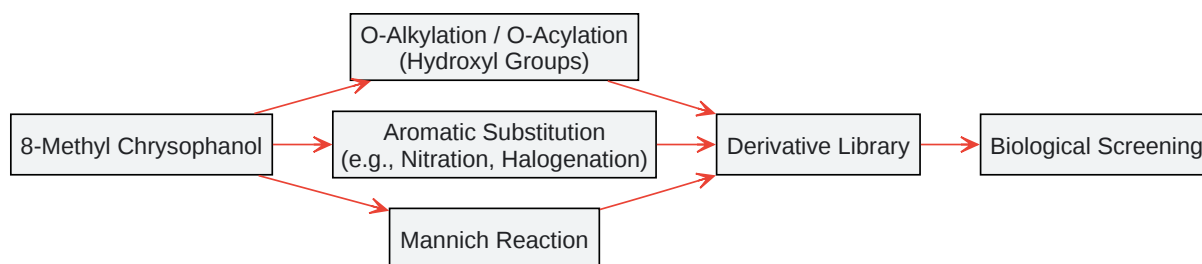 O-Alkylation / O-Acylation
(Hydroxyl Groups)
8-Methyl Chrysophanol
Aromatic Substitution
(e.g., Nitration, Halogenation)
Derivative Library
Biological Screening
Mannich Reaction